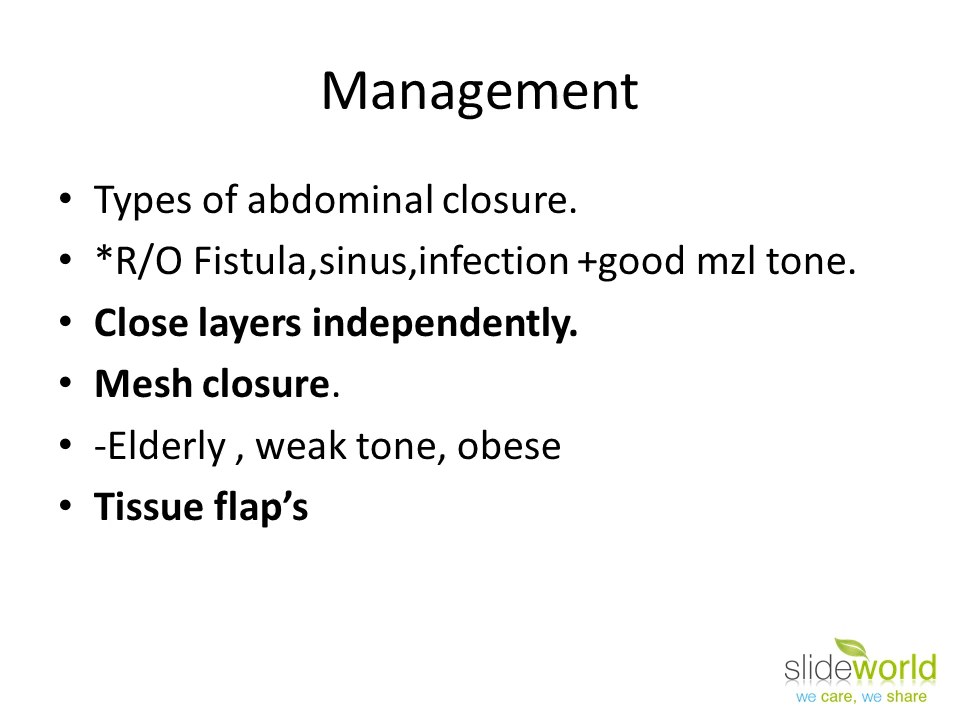 Management
• Types of abdominal closure.
• *R/O Fistula,sinus,infection +good mzl tone.
• Close layers independently.
• Mesh closure.
• -Elderly , weak tone, obese
• Tissue flap’s
slideworld
we care, we share